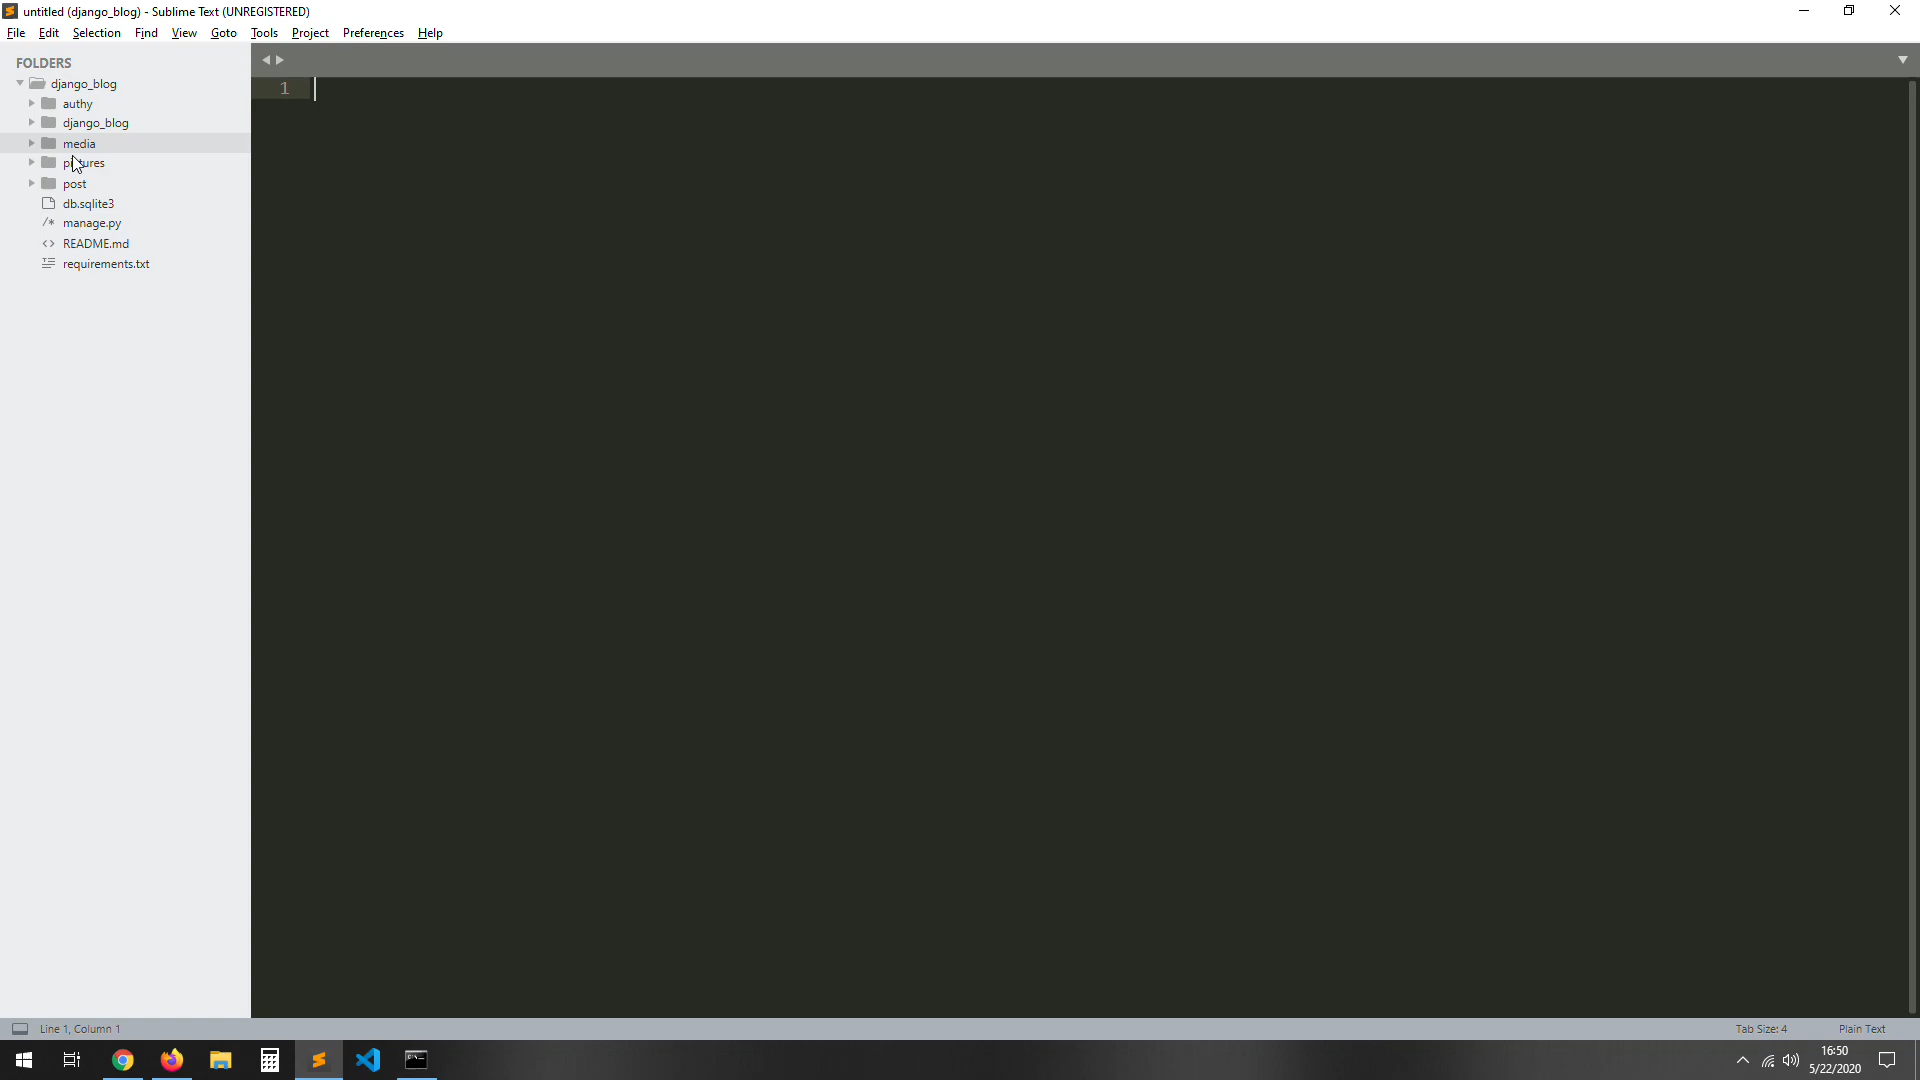 untitled (django_blog) - Sublime Text (UNREGISTERED)
File Edit Selection Find View Goto Tools Project Preferences Help
FOLDERS
django_blog
authy
django_blog
media
pictures
post
db.sqlite3
/* manage.py
<> README.md
requirements.txt
1
Line 1, Column 1
Tab Size: 4
Plain Text
16:50
5/22/2020